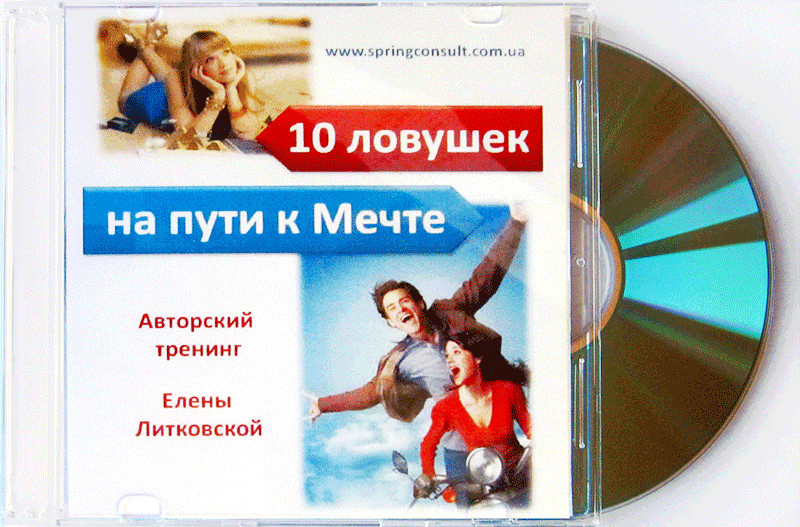 www.springconsult.com.ua
10 ловушек
на пути к Мечте
Авторский
тренинг
Елены
Литковской